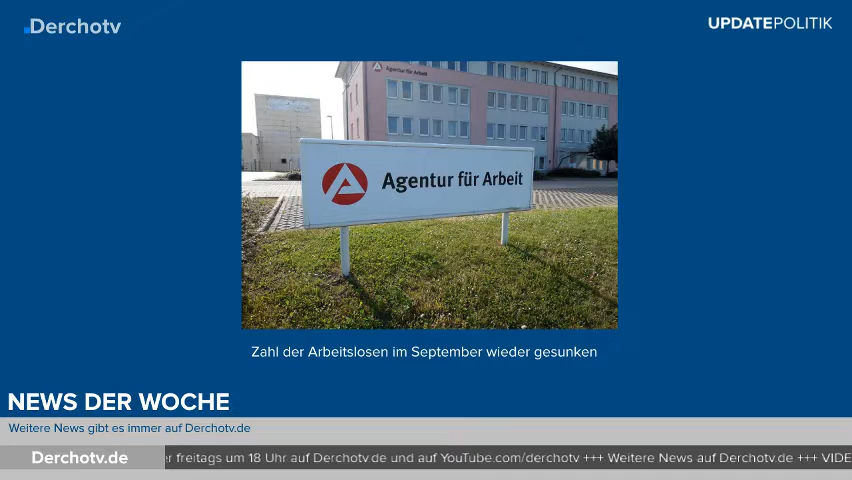 Derchotv
UPDATEPOLITIK
Agentur für Arbeit
Agentur für Arbeit
Zahl der Arbeitslosen im September wieder gesunken
NEWS DER WOCHE
Weitere News gibt es immer auf Derchotv.de
Derchotv.de
freitags um 18 Uhr auf Derchotv.de und auf YouTube.com/derchotv +++ Weitere News auf Derchotv.de +++ VIDE